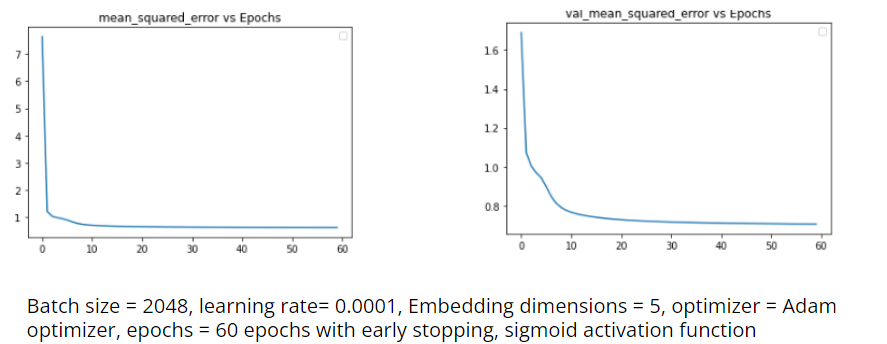 mean_squared_error vs Epochs
7
6
5
4
3
2
1
0 10 20 30 40 50 60
val_mean_squared_error vs Epochs
1.6
1.4
1.2
1.0
0.8
0 10 20 30 40 50 60
Batch size = 2048, learning rate= 0.0001, Embedding dimensions = 5, optimizer = Adam
optimizer, epochs = 60 epochs with early stopping, sigmoid activation function